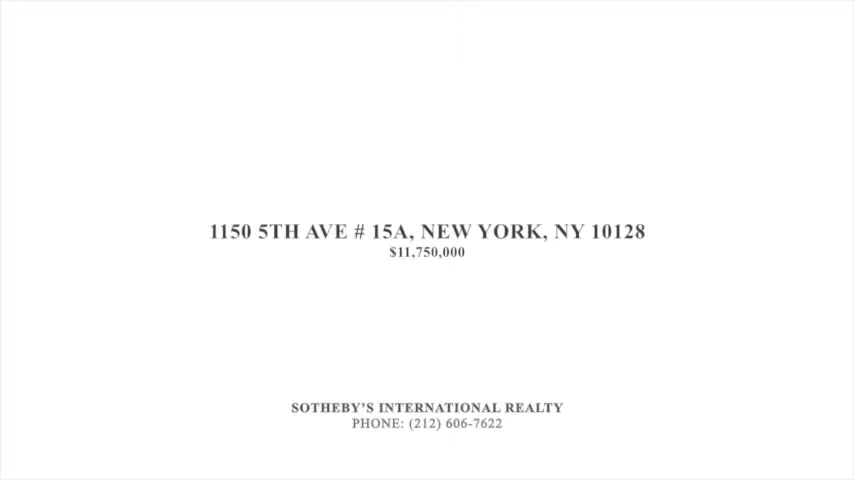 1150 5TH AVE # 15A, NEW YORK, NY 10128
$11,750,000
SOTHEBY'S INTERNATIONAL REALTY
PHONE: (212) 606-7622